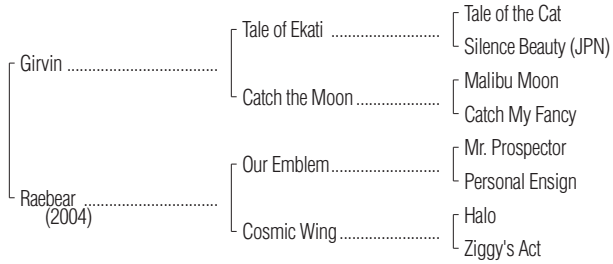 Tale of the Cat
Tale of Ekati ..........................
Silence Beauty (JPN)
Girvin ..........................................
Malibu Moon
Catch the Moon ...................
Catch My Fancy
Mr. Prospector
Our Emblem..........................
Personal Ensign
Raebear .....................................
(2004)
Halo
Cosmic Wing ........................
Ziggy's Act